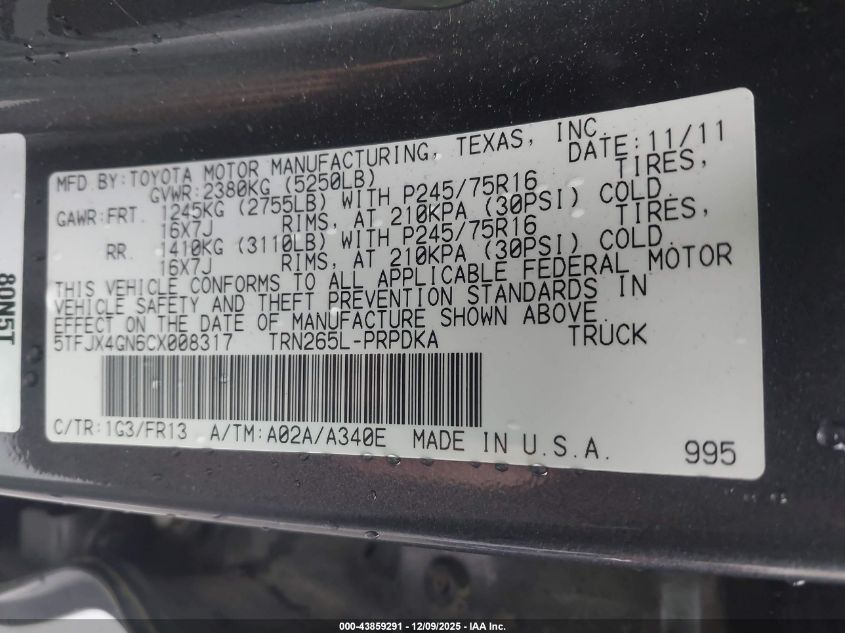 MFD.BY:TOYOTA MOTOR MANUFACTURING, TEXAS, INC. DATE:11/11
GVWR:2380KG (5250LB)
GAWR:FRT. 1245KG (2755LB) WITH P245/75R16 TIRES,
16X7J RIMS, AT 210KPA (30PSI) COLD.
RR. 1410KG (3110LB) WITH P245/75R16 TIRES,
16X7J RIMS, AT 210KPA (30PSI) COLD.
THIS VEHICLE CONFORMS TO ALL APPLICABLE FEDERAL MOTOR
VEHICLE SAFETY AND THEFT PREVENTION STANDARDS IN
EFFECT ON THE DATE OF MANUFACTURE SHOWN ABOVE.
5TFJX4GN6CX008317 TRN265L-PRPDKA TRUCK
C/TR:1G3/FR13 A/TM:A02A/A340E MADE IN U.S.A. 995
80N5T
000-43859291 - 12/09/2025 - IAA Inc.